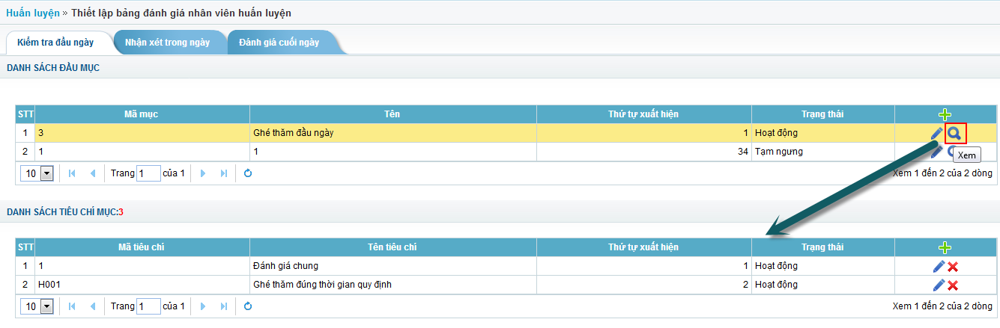 Huấn luyện » Thiết lập bảng đánh giá nhân viên huấn luyện
Kiểm tra đầu ngày Nhận xét trong ngày Đánh giá cuối ngày
DANH SÁCH ĐẦU MỤC
STT Mã mục Tên Thứ tự xuất hiện Trạng thái
1 3 Ghé thăm đầu ngày 1 Hoạt động
2 1 1 34 Tạm ngưng
Xem
10 Trang 1 của 1 Xem 1 đến 2 của 2 dòng
DANH SÁCH TIÊU CHÍ MỤC:3
STT Mã tiêu chí Tên tiêu chí Thứ tự xuất hiện Trạng thái
1 1 Đánh giá chung 1 Hoạt động
2 H001 Ghé thăm đúng thời gian quy định 2 Hoạt động
10 Trang 1 của 1 Xem 1 đến 2 của 2 dòng